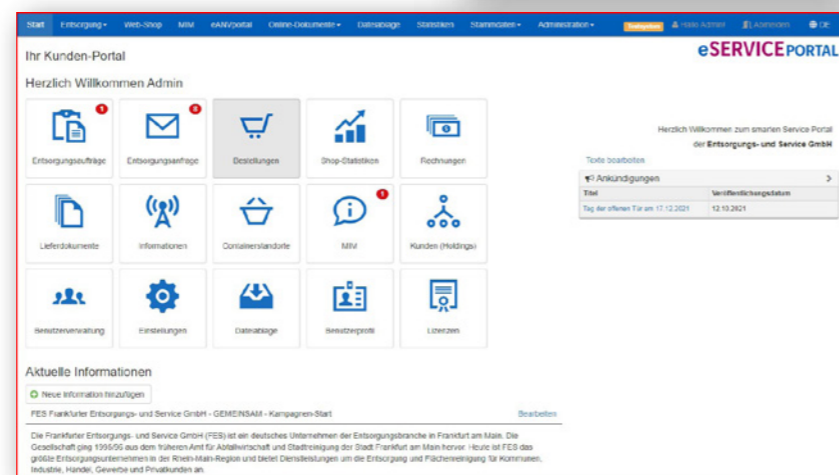 Start Entsorgung Web-Shop MIM eANVportal Online-Dokumente Dateiablage Statistiken Stammdaten Administration Hallo Admin! Abmelden DE
Ihr Kunden-Portal
eSERVICEPORTAL
Herzlich Willkommen Admin
1
Entsorgungsaufträge Entsorgungsanfrage Bestellungen Shop-Statistiken Rechnungen
Herzlich Willkommen zum smarten Service Portal
der Entsorgungs- und Service GmbH
Texte bearbeiten
Ankündigungen
Titel Veröffentlichungsdatum
Tag der offenen Tür am 17.12.2021 12.10.2021
1
Lieferdokumente Informationen Containerstandorte MIM Kunden (Holdings)
Benutzerverwaltung Einstellungen Dateiablage Benutzerprofil Lizenzen
Aktuelle Informationen
Neue Information hinzufügen
FES Frankfurter Entsorgungs- und Service GmbH - GEMEINSAM - Kampagnen-Start Bearbeiten
Die Frankfurter Entsorgungs- und Service GmbH (FES) ist ein deutsches Unternehmen der Entsorgungsbranche in Frankfurt am Main. Die
Gesellschaft ging 1995/96 aus dem früheren Amt für Abfallwirtschaft und Stadtreinigung der Stadt Frankfurt am Main hervor. Heute ist FES das
größte Entsorgungsunternehmen in der Rhein-Main-Region und bietet Dienstleistungen um die Entsorgung und Flächenreinigung für Kommunen,
Industrie, Handel, Gewerbe und Privatkunden an.